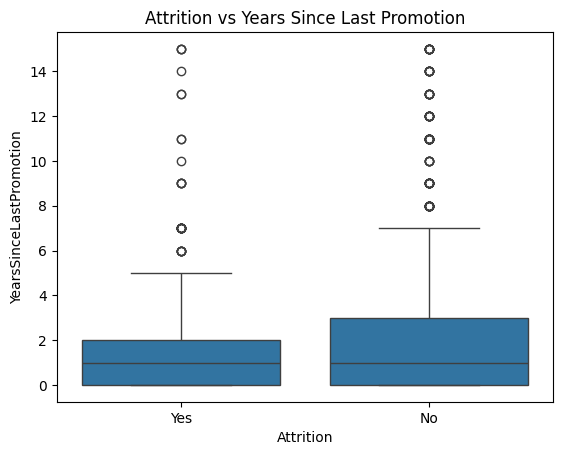 Attrition vs Years Since Last Promotion
YearsSinceLastPromotion
14
12
10
8
6
4
2
0
Yes
No
Attrition